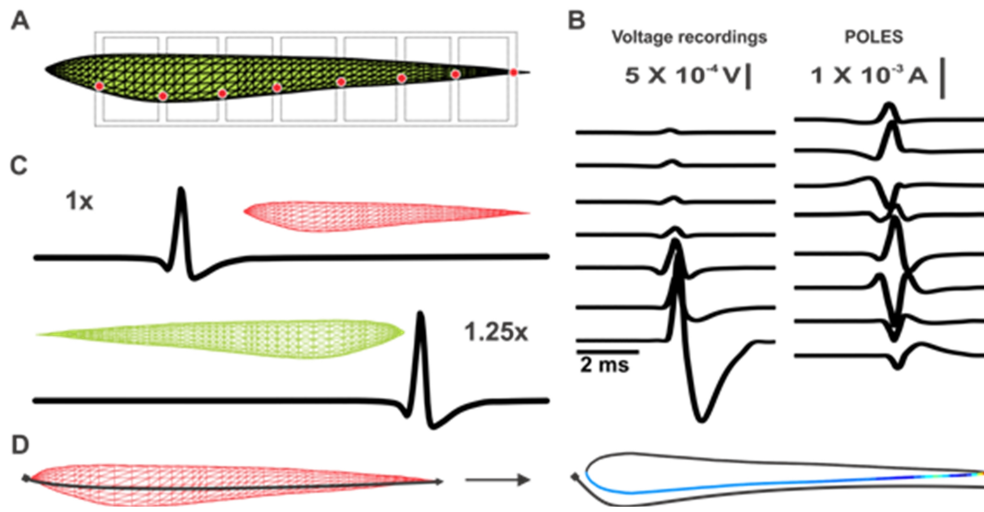 A
B
Voltage recordings
POLES
5 X 10⁻⁴ V
1 X 10⁻³ A
C
1x
1.25x
2 ms
D